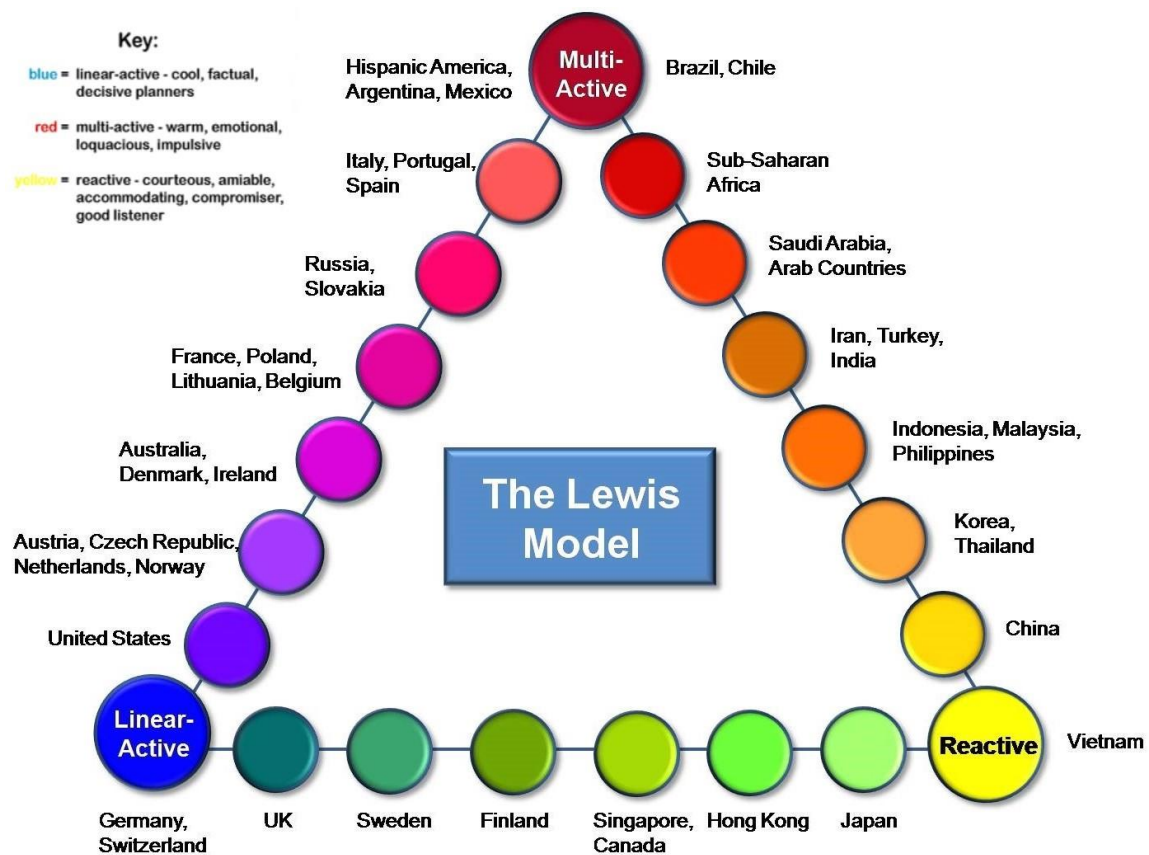 Key:
blue = linear-active - cool, factual,
decisive planners
red = multi-active - warm, emotional,
loquacious, impulsive
yellow = reactive - courteous, amiable,
accommodating, compromiser,
good listener
Multi-
Active
Hispanic America,
Argentina, Mexico
Brazil, Chile
Italy, Portugal,
Spain
Sub-Saharan
Africa
Russia,
Slovakia
Saudi Arabia,
Arab Countries
France, Poland,
Lithuania, Belgium
Iran, Turkey,
India
Australia,
Denmark, Ireland
Indonesia, Malaysia,
Philippines
The Lewis
Model
Austria, Czech Republic,
Netherlands, Norway
Korea,
Thailand
United States
China
Linear-
Active
Reactive
Vietnam
Germany,
Switzerland
UK
Sweden
Finland
Singapore,
Canada
Hong Kong
Japan